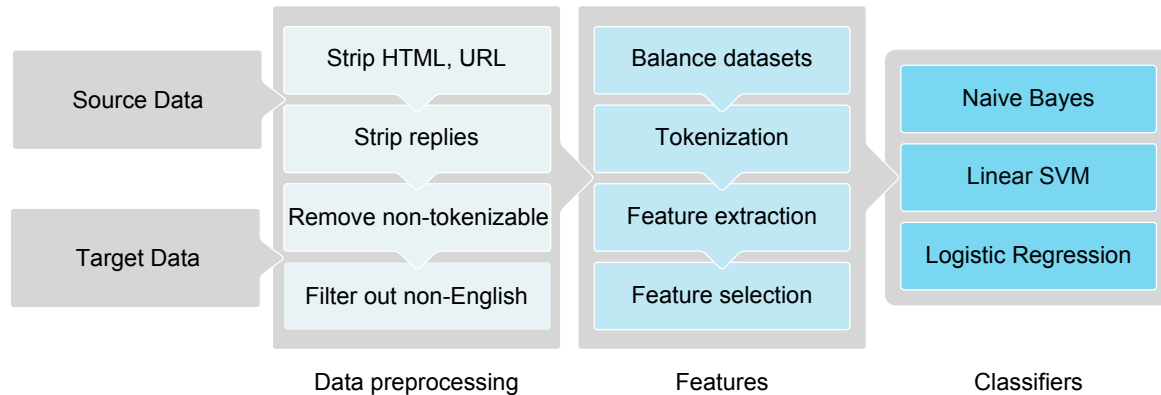 Source Data
Target Data
Strip HTML, URL
Strip replies
Remove non-tokenizable
Filter out non-English
Data preprocessing
Balance datasets
Tokenization
Feature extraction
Feature selection
Features
Naive Bayes
Linear SVM
Logistic Regression
Classifiers